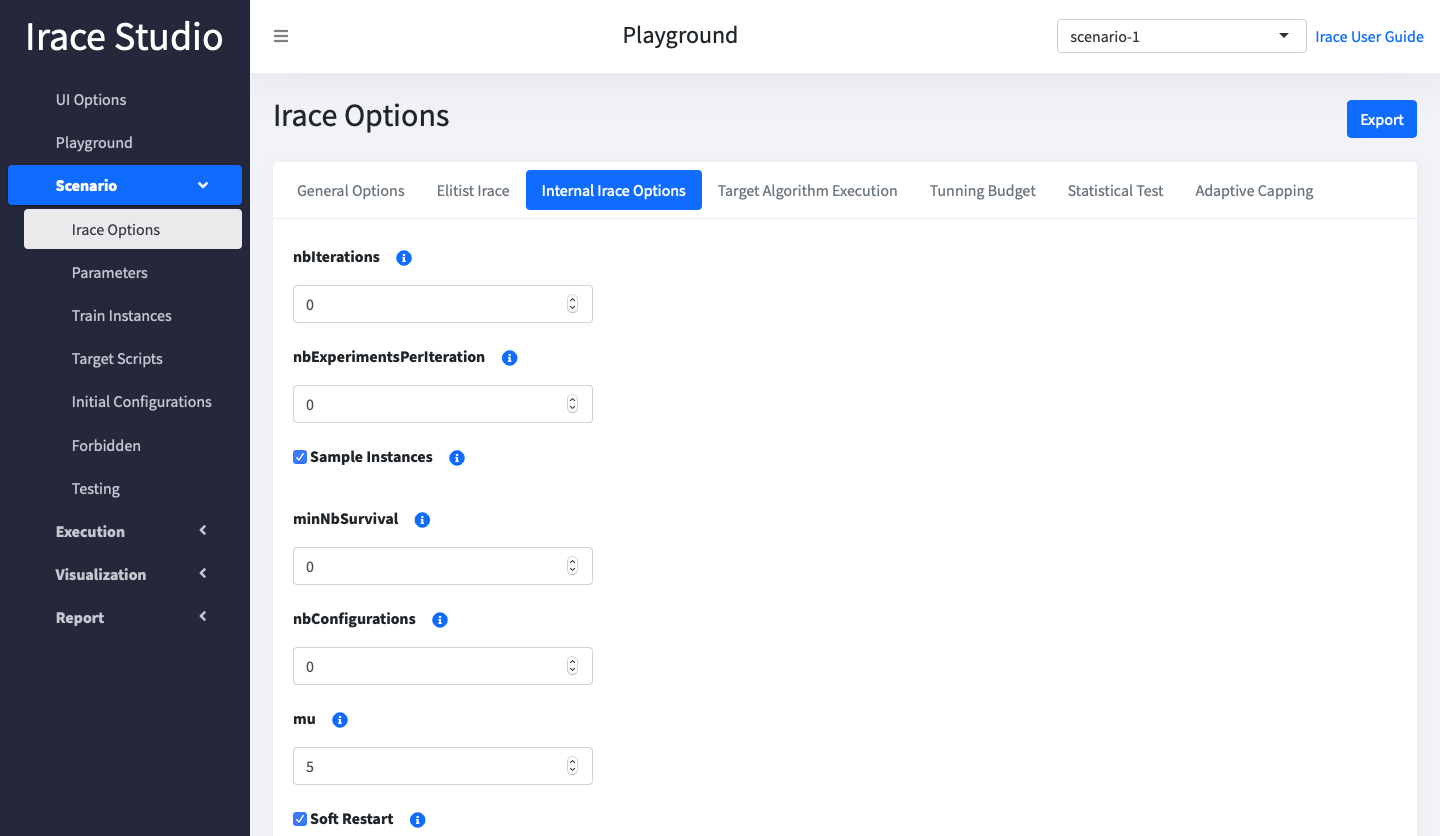 Irace Studio
UI Options
Playground
Scenario
Irace Options
Parameters
Train Instances
Target Scripts
Initial Configurations
Forbidden
Testing
Execution
Visualization
Report
Playground
scenario-1
Irace User Guide
Irace Options
Export
General Options
Elitist Irace
Internal Irace Options
Target Algorithm Execution
Tunning Budget
Statistical Test
Adaptive Capping
nbIterations
0
nbExperimentsPerIteration
0
Sample Instances
minNbSurvival
0
nbConfigurations
0
mu
5
Soft Restart